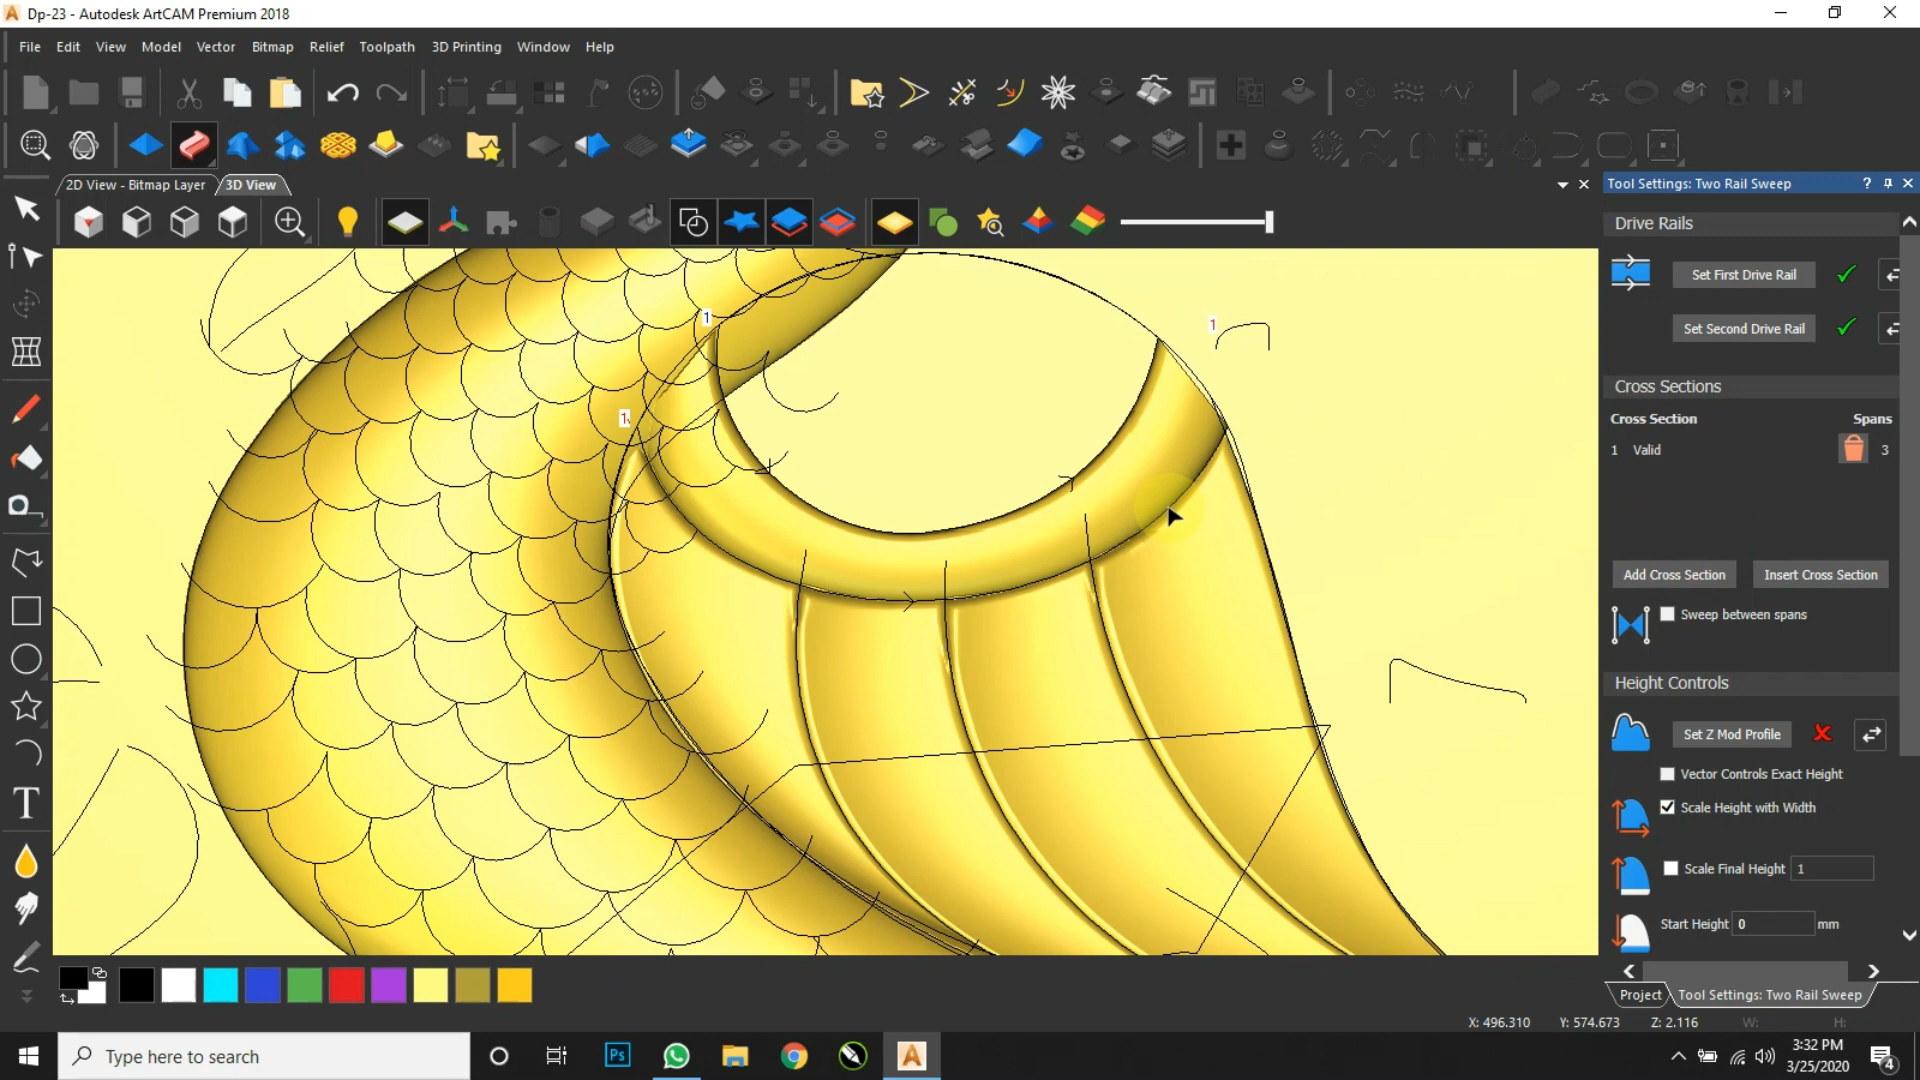 Dp-23 - Autodesk ArtCAM Premium 2018
File Edit View Model Vector Bitmap Relief Toolpath 3D Printing Window Help
2D View - Bitmap Layer 3D View
Tool Settings: Two Rail Sweep
Drive Rails
Set First Drive Rail
Set Second Drive Rail
Cross Sections
Cross Section Spans
1 Valid 3
Add Cross Section Insert Cross Section
Sweep between spans
Height Controls
Set Z Mod Profile
Vector Controls Exact Height
Scale Height with Width
Scale Final Height 1
Start Height 0 mm
Project Tool Settings: Two Rail Sweep
1
1
1
X: 496.310 Y: 574.673 Z: 2.116 W: H:
Type here to search
Ps
3:32 PM
3/25/2020
4